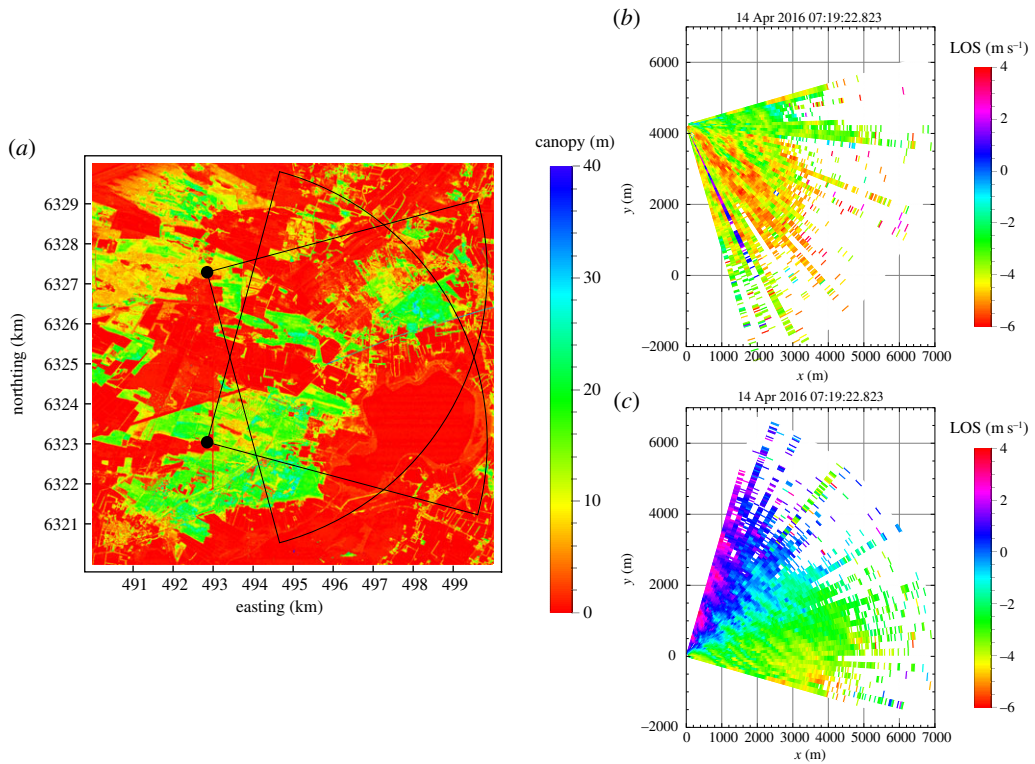 (a)
canopy (m)
40
30
20
10
0
northting (km)
6329
6328
6327
6326
6325
6324
6323
6322
6321
491 492 493 494 495 496 497 498 499
easting (km)
(b)
14 Apr 2016 07:19:22.823
LOS (m s⁻¹)
4
2
0
−2
−4
−6
y (m)
6000
4000
2000
0
−2000
0 1000 2000 3000 4000 5000 6000 7000
x (m)
(c)
14 Apr 2016 07:19:22.823
LOS (m s⁻¹)
4
2
0
−2
−4
−6
y (m)
6000
4000
2000
0
−2000
0 1000 2000 3000 4000 5000 6000 7000
x (m)